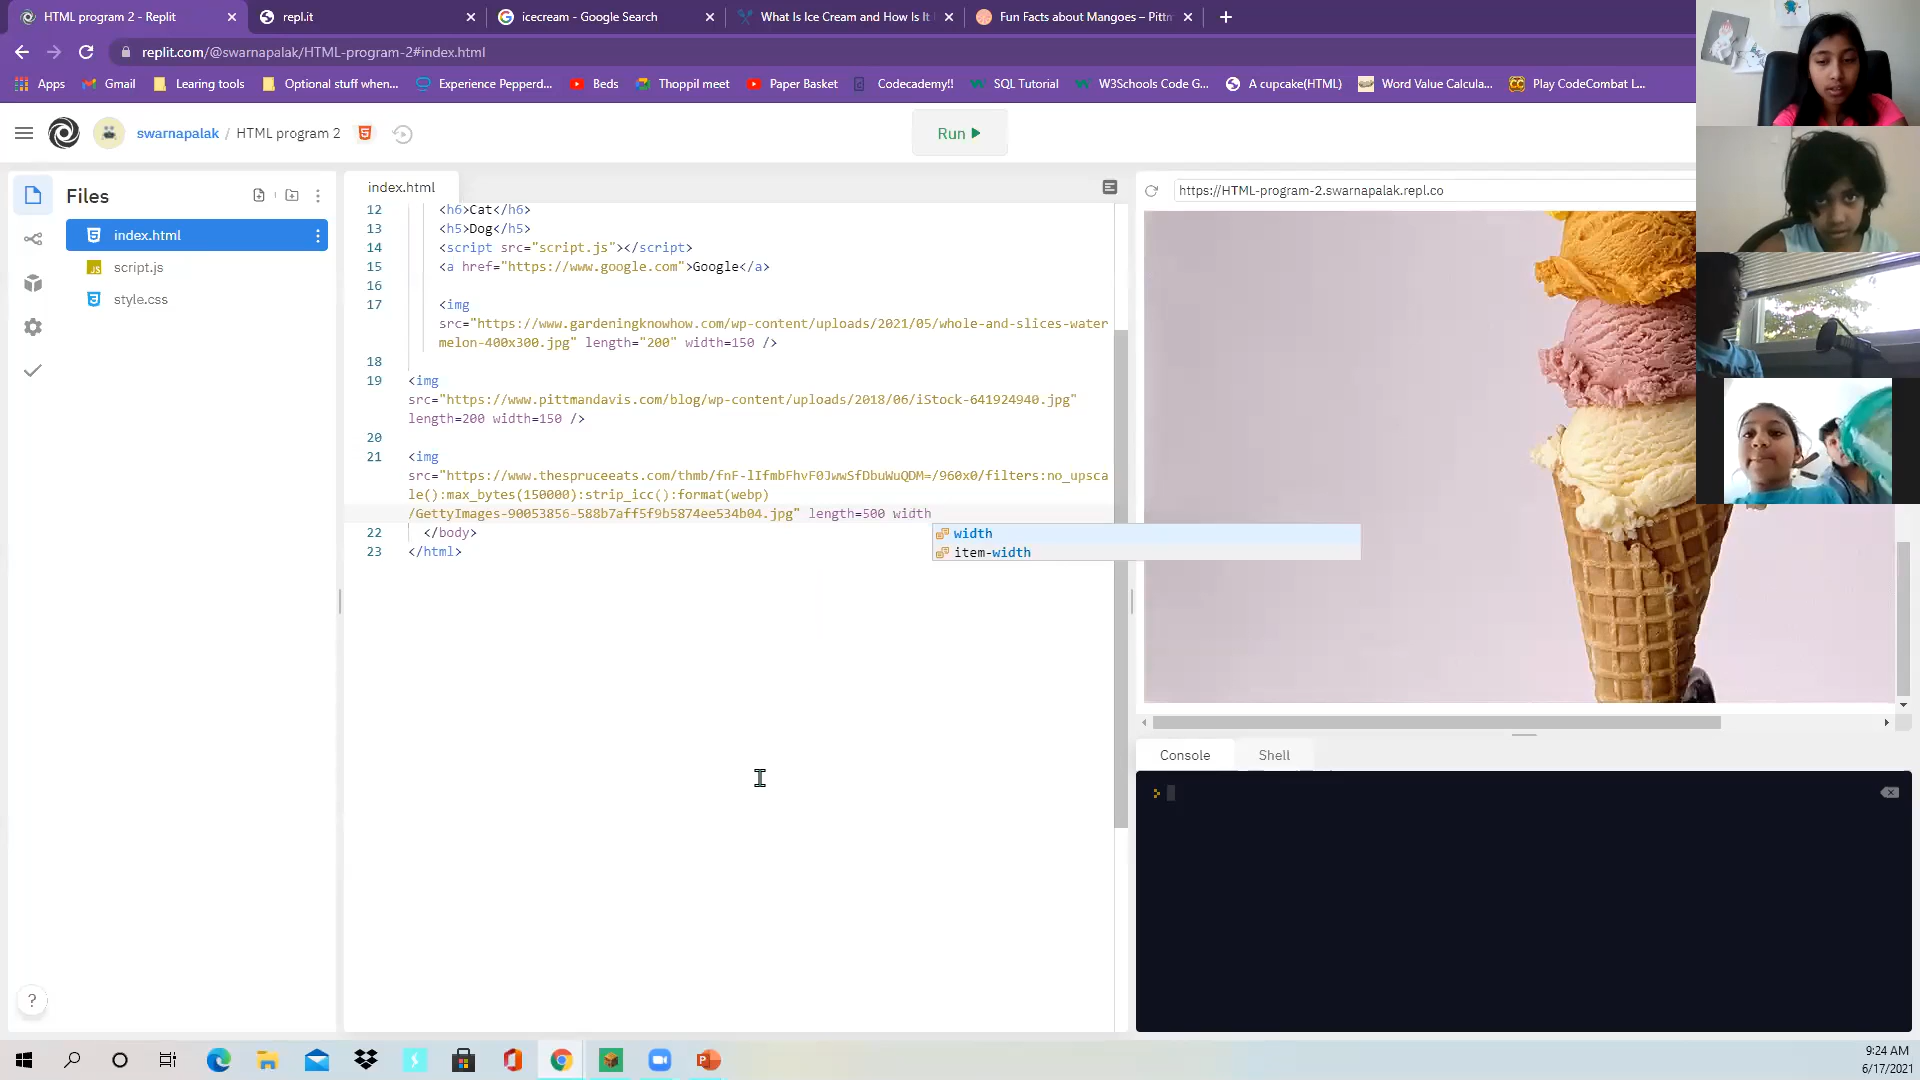 HTML program 2 - Replit
repl.it
icecream - Google Search
What Is Ice Cream and How Is It
Fun Facts about Mangoes – Pittm
replit.com/@swarnapalak/HTML-program-2#index.html
Apps
Gmail
Learing tools
Optional stuff when...
Experience Pepperd...
Beds
Thoppil meet
Paper Basket
Codecademy!!
SQL Tutorial
W3Schools Code G...
A cupcake(HTML)
Word Value Calcula...
Play CodeCombat L...
swarnapalak / HTML program 2
Run
Files
index.html
script.js
style.css
index.html
12 <h6>Cat</h6>
13 <h5>Dog</h5>
14 <script src="script.js"></script>
15 <a href="https://www.google.com">Google</a>
16
17 <img
src="https://www.gardeningknowhow.com/wp-content/uploads/2021/05/whole-and-slices-water
melon-400x300.jpg" length="200" width=150 />
18
19 <img
src="https://www.pittmandavis.com/blog/wp-content/uploads/2018/06/iStock-641924940.jpg"
length=200 width=150 />
20
21 <img
src="https://www.thespruceeats.com/thmb/fnF-lIfmbFhvF0JwwSfDbuWuQDM=/960x0/filters:no_upsca
le():max_bytes(150000):strip_icc():format(webp)
/GettyImages-90053856-588b7aff5f9b5874ee534b04.jpg" length=500 width
22 </body>
23 </html>
width
item-width
https://HTML-program-2.swarnapalak.repl.co
Console
Shell
?
9:24 AM
6/17/2021